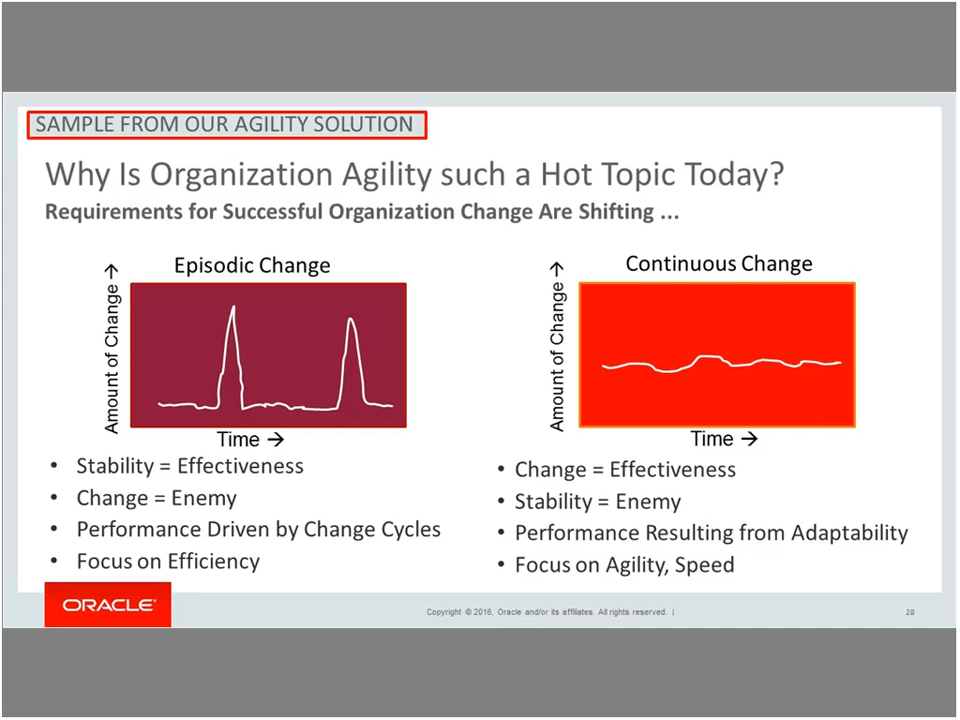 SAMPLE FROM OUR AGILITY SOLUTION
Why Is Organization Agility such a Hot Topic Today?
Requirements for Successful Organization Change Are Shifting ...
Episodic Change
Amount of Change →
Time →
• Stability = Effectiveness
• Change = Enemy
• Performance Driven by Change Cycles
• Focus on Efficiency
Continuous Change
Amount of Change →
Time →
• Change = Effectiveness
• Stability = Enemy
• Performance Resulting from Adaptability
• Focus on Agility, Speed
ORACLE®
Copyright © 2016, Oracle and/or its affiliates. All rights reserved. |
28